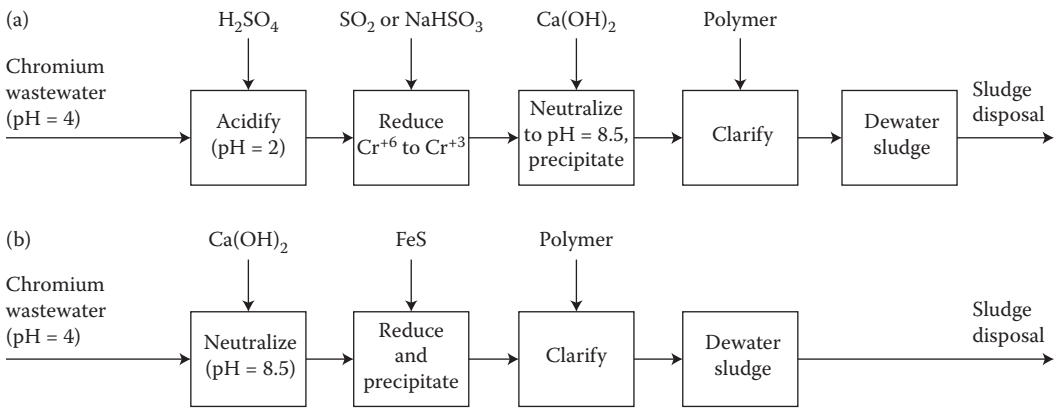 (a)
H₂SO₄
SO₂ or NaHSO₃
Ca(OH)₂
Polymer
Chromium
wastewater
(pH = 4)
Acidify
(pH = 2)
Reduce
Cr⁺⁶ to Cr⁺³
Neutralize
to pH = 8.5,
precipitate
Clarify
Dewater
sludge
Sludge
disposal
(b)
Ca(OH)₂
FeS
Polymer
Chromium
wastewater
(pH = 4)
Neutralize
(pH = 8.5)
Reduce
and
precipitate
Clarify
Dewater
sludge
Sludge
disposal